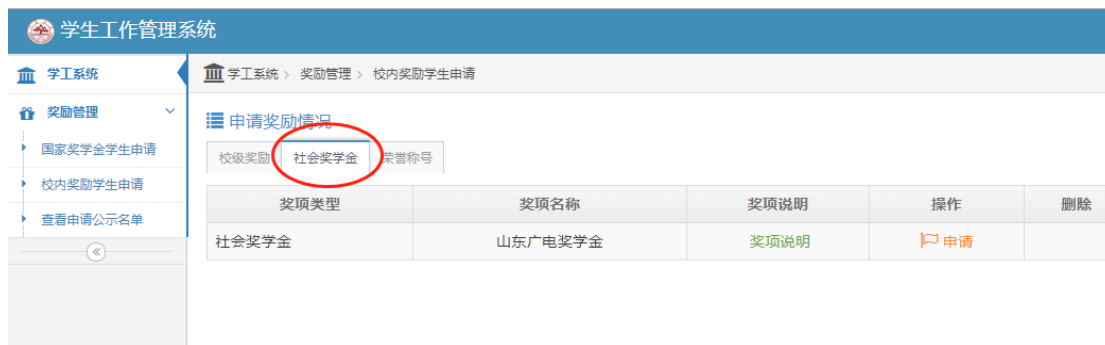 学生工作管理系统
学工系统
奖励管理
国家奖学金学生申请
校内奖励学生申请
查看申请公示名单
学工系统 > 奖励管理 > 校内奖励学生申请
申请奖励情况
校级奖励 社会奖学金 荣誉称号
奖项类型 奖项名称 奖项说明 操作 删除
社会奖学金 山东广电奖学金 奖项说明 申请